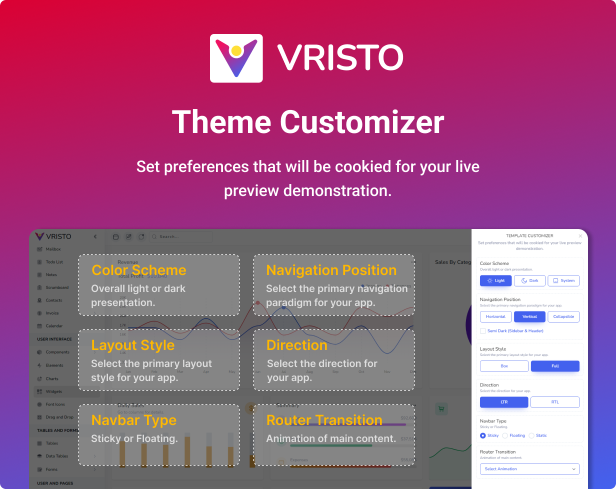 VRISTO
Theme Customizer
Set preferences that will be cookied for your live
preview demonstration.
VRISTO
Mailbox
Todo List
Notes
Scrumboard
Contacts
Invoice
Calendar
USER INTERFACE
Components
Elements
Charts
Widgets
Font Icons
Drag and Drop
Tables
Data Tables
Forms
USER AND PAGES
Search...
Revenue
Sales By Categ
Color Scheme
Overall light or dark
presentation.
Navigation Position
Select the primary navigation
paradigm for your app.
Layout Style
Select the primary layout
style for your app.
Direction
Select the direction for
your app.
Navbar Type
Sticky or Floating.
Router Transition
Animation of main content.
TEMPLATE CUSTOMIZER
Set preferences that will be cookied for your live preview
demonstration.
Color Scheme
Overall light or dark presentation.
Light
Dark
System
Navigation Position
Select the primary navigation paradigm for your app.
Horizontal
Vertical
Collapsible
Semi Dark (Sidebar & Header)
Layout Style
Select the primary layout style for your app.
Box
Full
Direction
Select the direction for your app.
LTR
RTL
Navbar Type
Sticky or Floating.
Sticky
Floating
Static
Router Transition
Animation of main content.
Select Animation